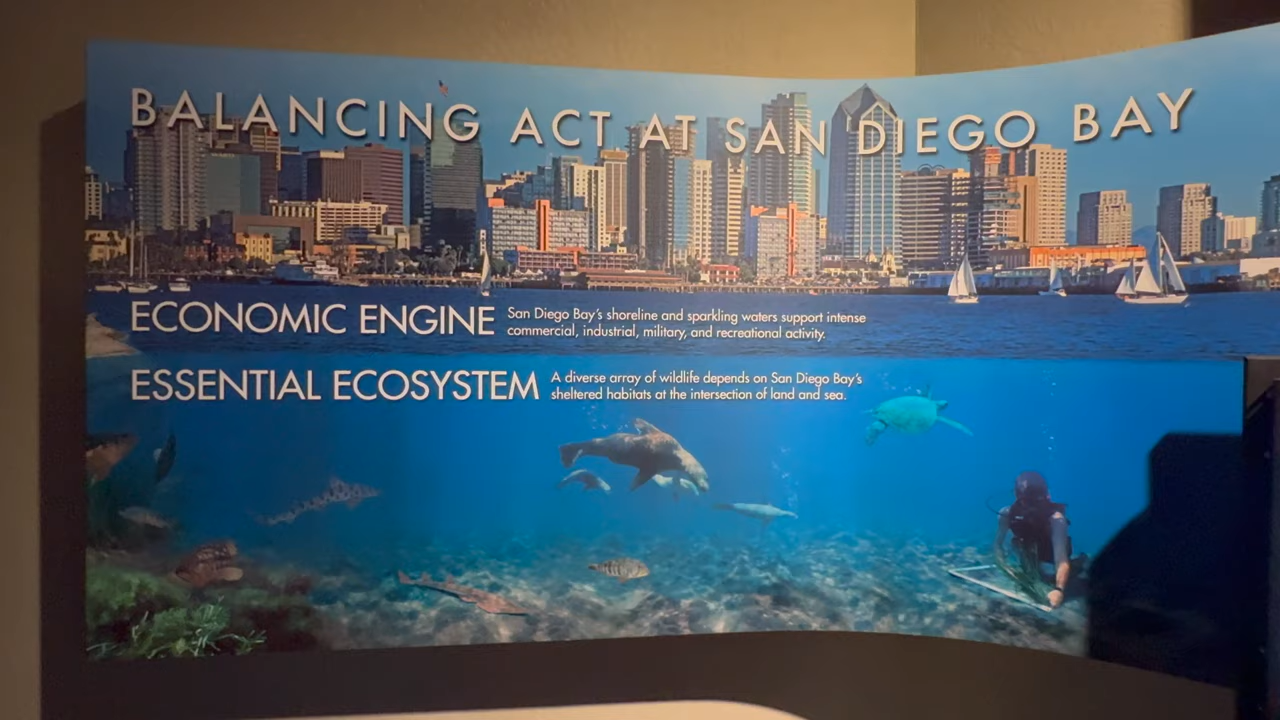 BALANCING ACT AT SAN DIEGO BAY
ECONOMIC ENGINE
San Diego Bay's shoreline and sparkling waters support intense
commercial, industrial, military, and recreational activity.
ESSENTIAL ECOSYSTEM
A diverse array of wildlife depends on San Diego Bay's
sheltered habitats at the intersection of land and sea.